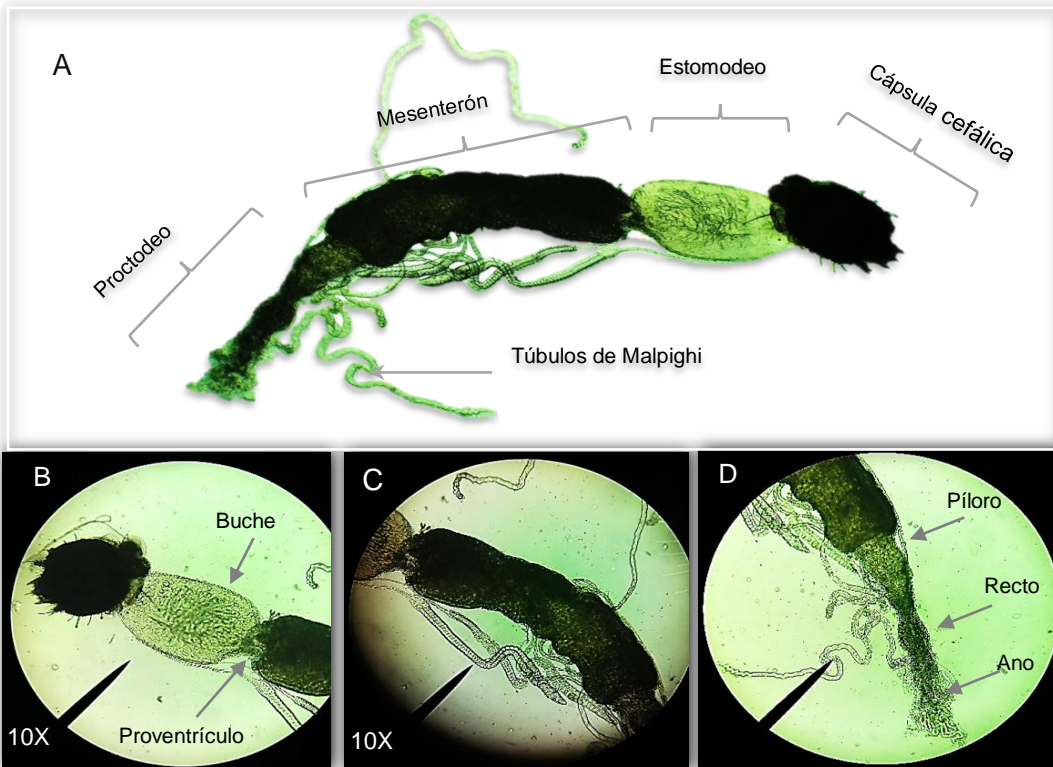 A
Mesenterón
Estomodeo
Cápsula cefálica
Proctodeo
Túbulos de Malpighi
B
Buche
Proventrículo
10X
C
10X
D
Píloro
Recto
Ano